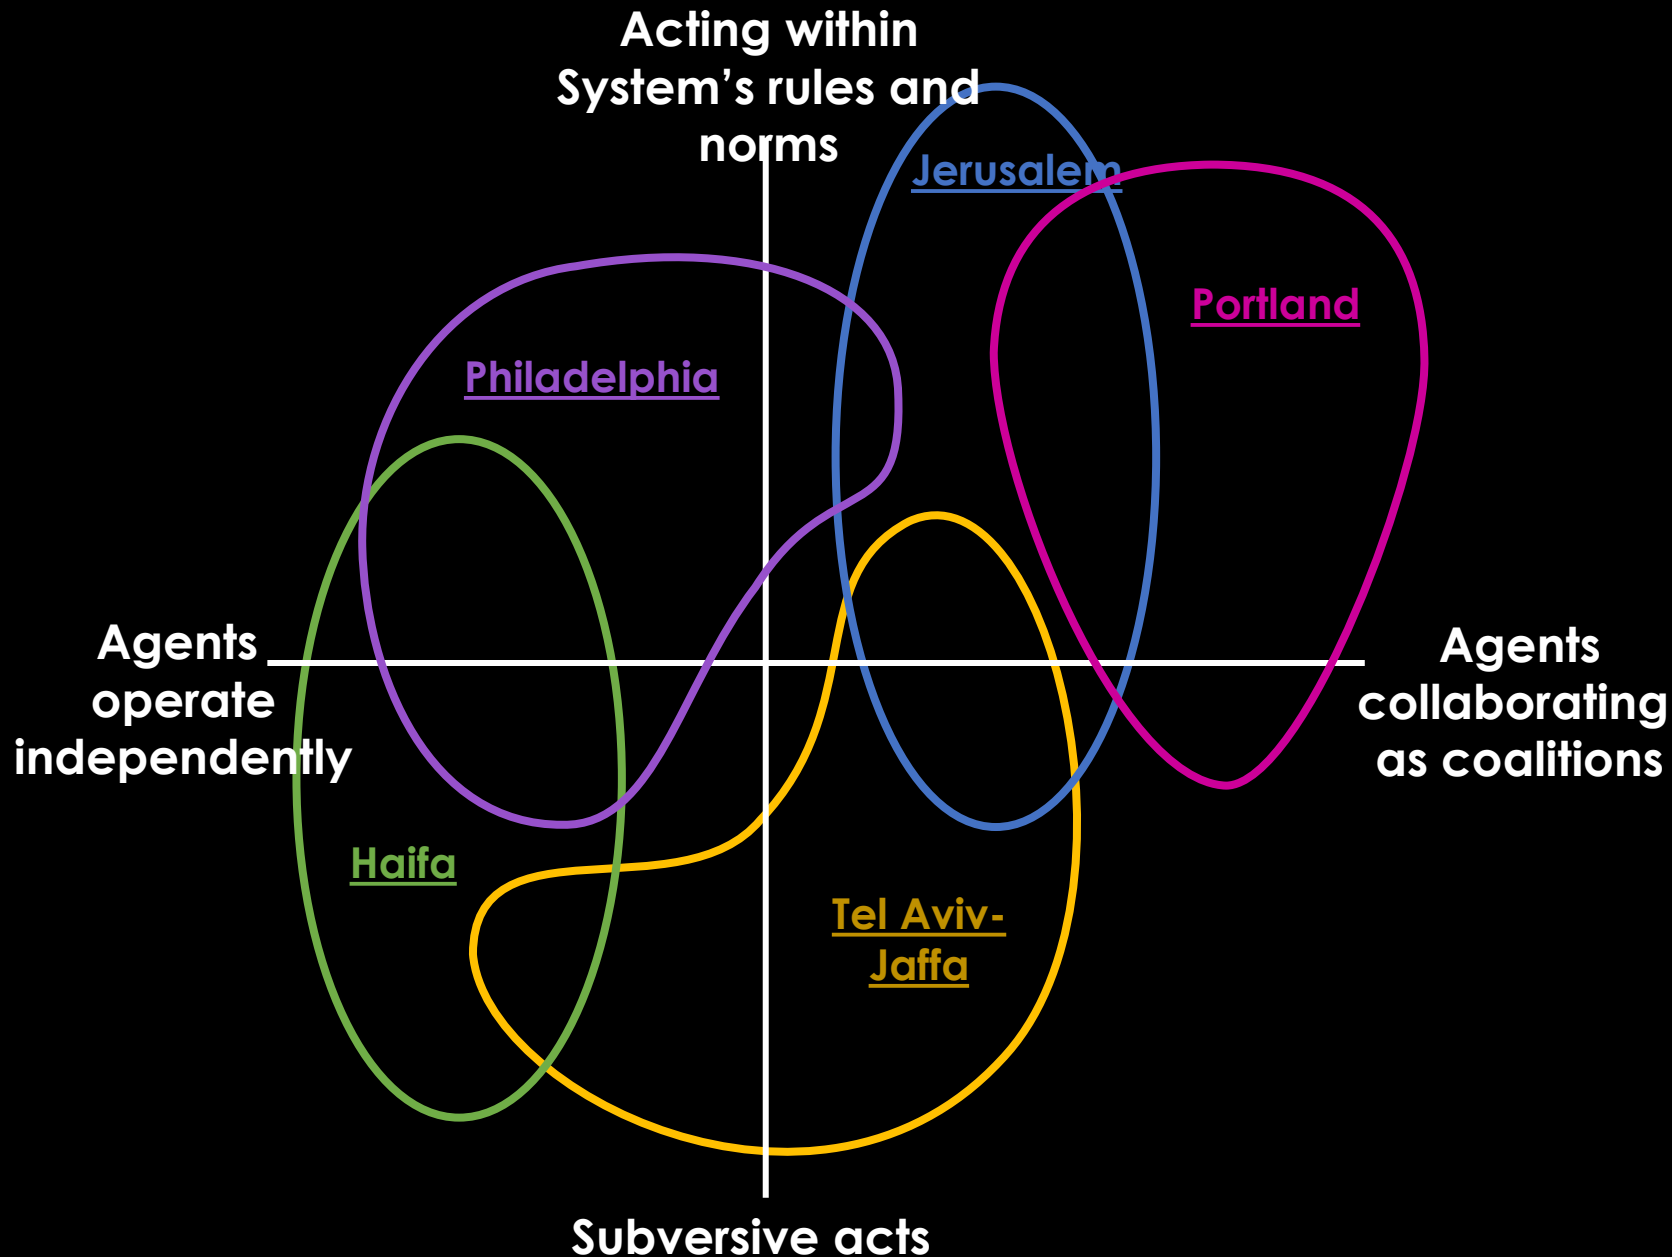 Acting within
System's rules and
norms
Jerusalem
Portland
Philadelphia
Agents
operate
independently
Agents
collaborating
as coalitions
Haifa
Tel Aviv-
Jaffa
Subversive acts